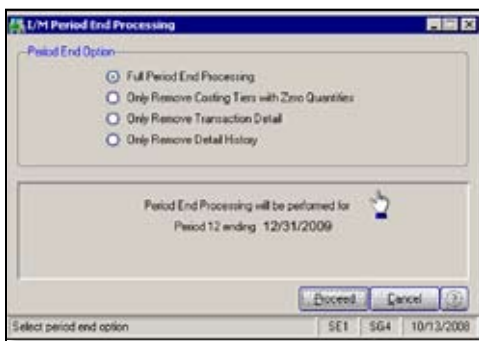 I/M Period End Processing
Period End Option
Full Period End Processing
Only Remove Costing Tiers with Zero Quantities
Only Remove Transaction Detail
Only Remove Detail History
Period End Processing will be performed for
Period 12 ending 12/31/2009
Proceed
Cancel
?
Select period end option
SE1
SG4
10/13/2008